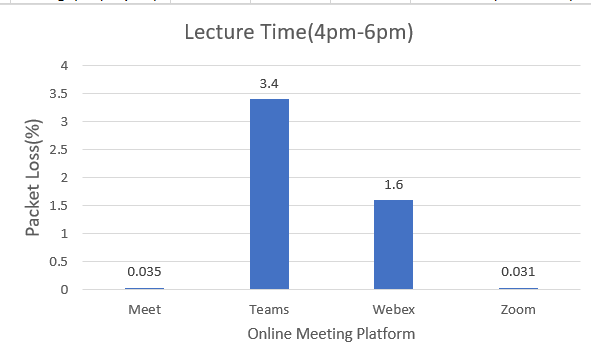 Lecture Time(4pm-6pm)
4
3.5
3
2.5
2
1.5
1
0.5
0
Packet Loss(%)
0.035
3.4
1.6
0.031
Meet
Teams
Webex
Zoom
Online Meeting Platform